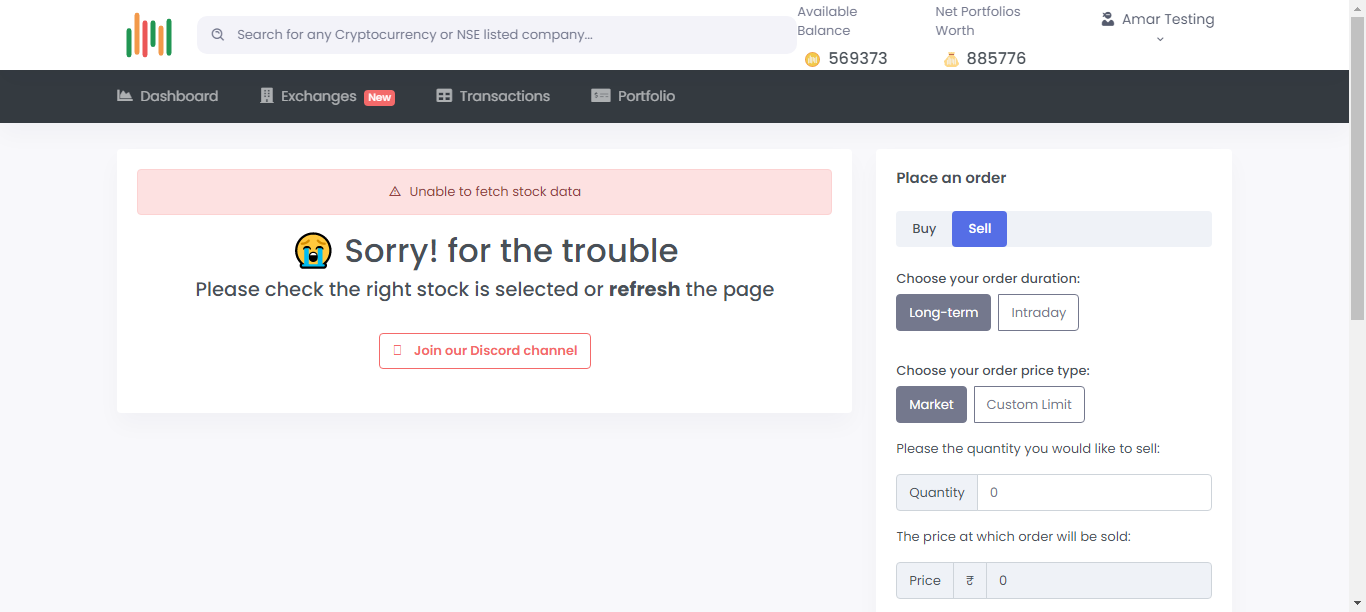 Search for any Cryptocurrency or NSE listed company...
Available
Balance
569373
Net Portfolios
Worth
885776
Amar Testing
Dashboard
Exchanges New
Transactions
Portfolio
Unable to fetch stock data
Sorry! for the trouble
Please check the right stock is selected or refresh the page
Join our Discord channel
Place an order
Buy Sell
Choose your order duration:
Long-term Intraday
Choose your order price type:
Market Custom Limit
Please the quantity you would like to sell:
Quantity 0
The price at which order will be sold:
Price ₹ 0